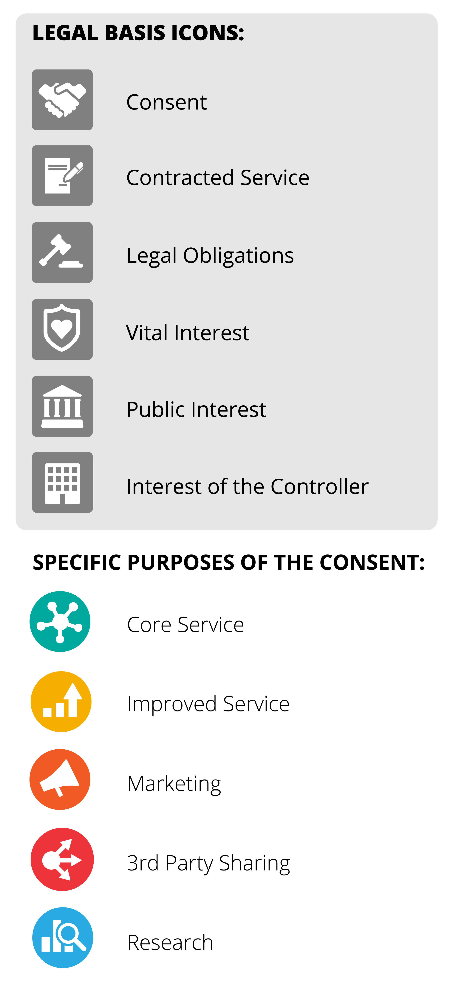 LEGAL BASIS ICONS:
Consent
Contracted Service
Legal Obligations
Vital Interest
Public Interest
Interest of the Controller
SPECIFIC PURPOSES OF THE CONSENT:
Core Service
Improved Service
Marketing
3rd Party Sharing
Research